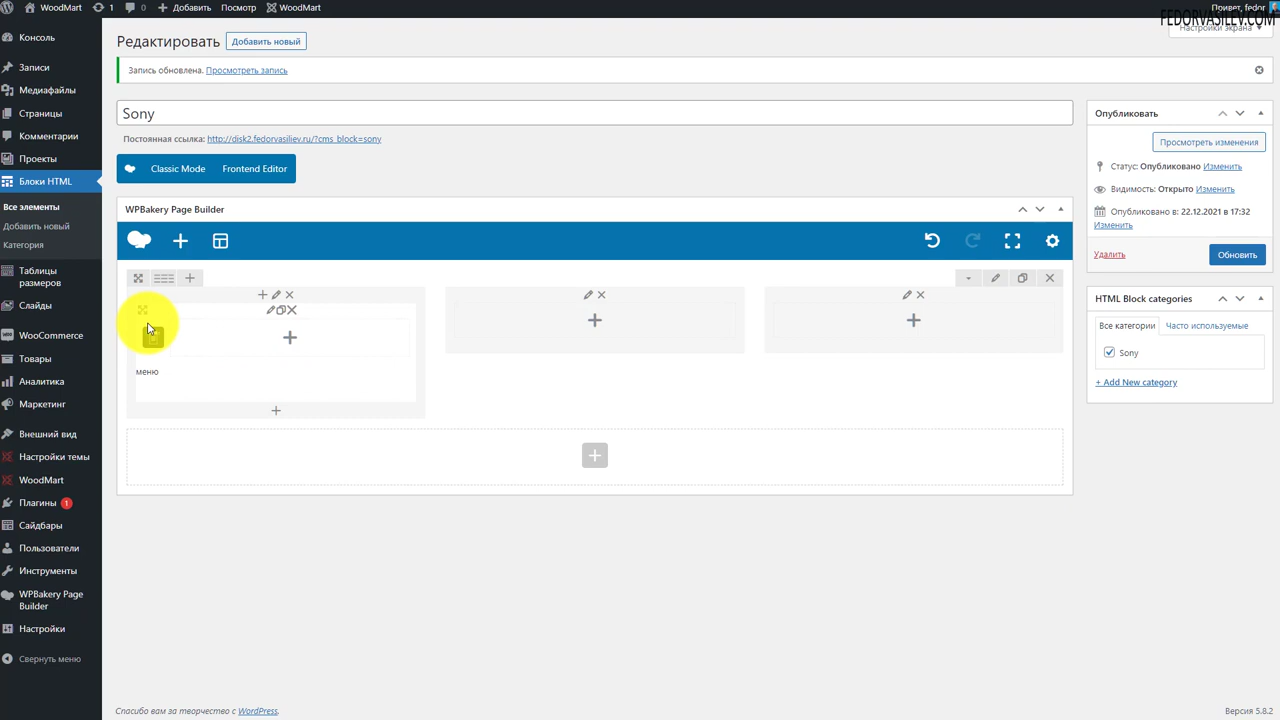 WoodMart 1 0 Добавить Посмотр WoodMart Привет, fedor
FEDORVASILEV.COM
Настройки экрана
Редактировать Добавить новый
Запись обновлена. Просмотреть запись
Sony
Постоянная ссылка: http://disk2.fedorvasiliev.ru/?cms_block=sony
Classic Mode Frontend Editor
WPBakery Page Builder
меню
Консоль
Записи
Медиафайлы
Страницы
Комментарии
Проекты
Блоки HTML
Все элементы
Добавить новый
Категория
Таблицы
размеров
Слайды
WooCommerce
Товары
Аналитика
Маркетинг
Внешний вид
Настройки темы
WoodMart
Плагины 1
Сайдбары
Пользователи
Инструменты
WPBakery Page
Builder
Настройки
Свернуть меню
Опубликовать
Просмотреть изменения
Статус: Опубликовано Изменить
Видимость: Открыто Изменить
Опубликовано в: 22.12.2021 в 17:32
Изменить
Удалить Обновить
HTML Block categories
Все категории Часто используемые
Sony
+ Add New category
Спасибо вам за творчество с WordPress. Версия 5.8.2